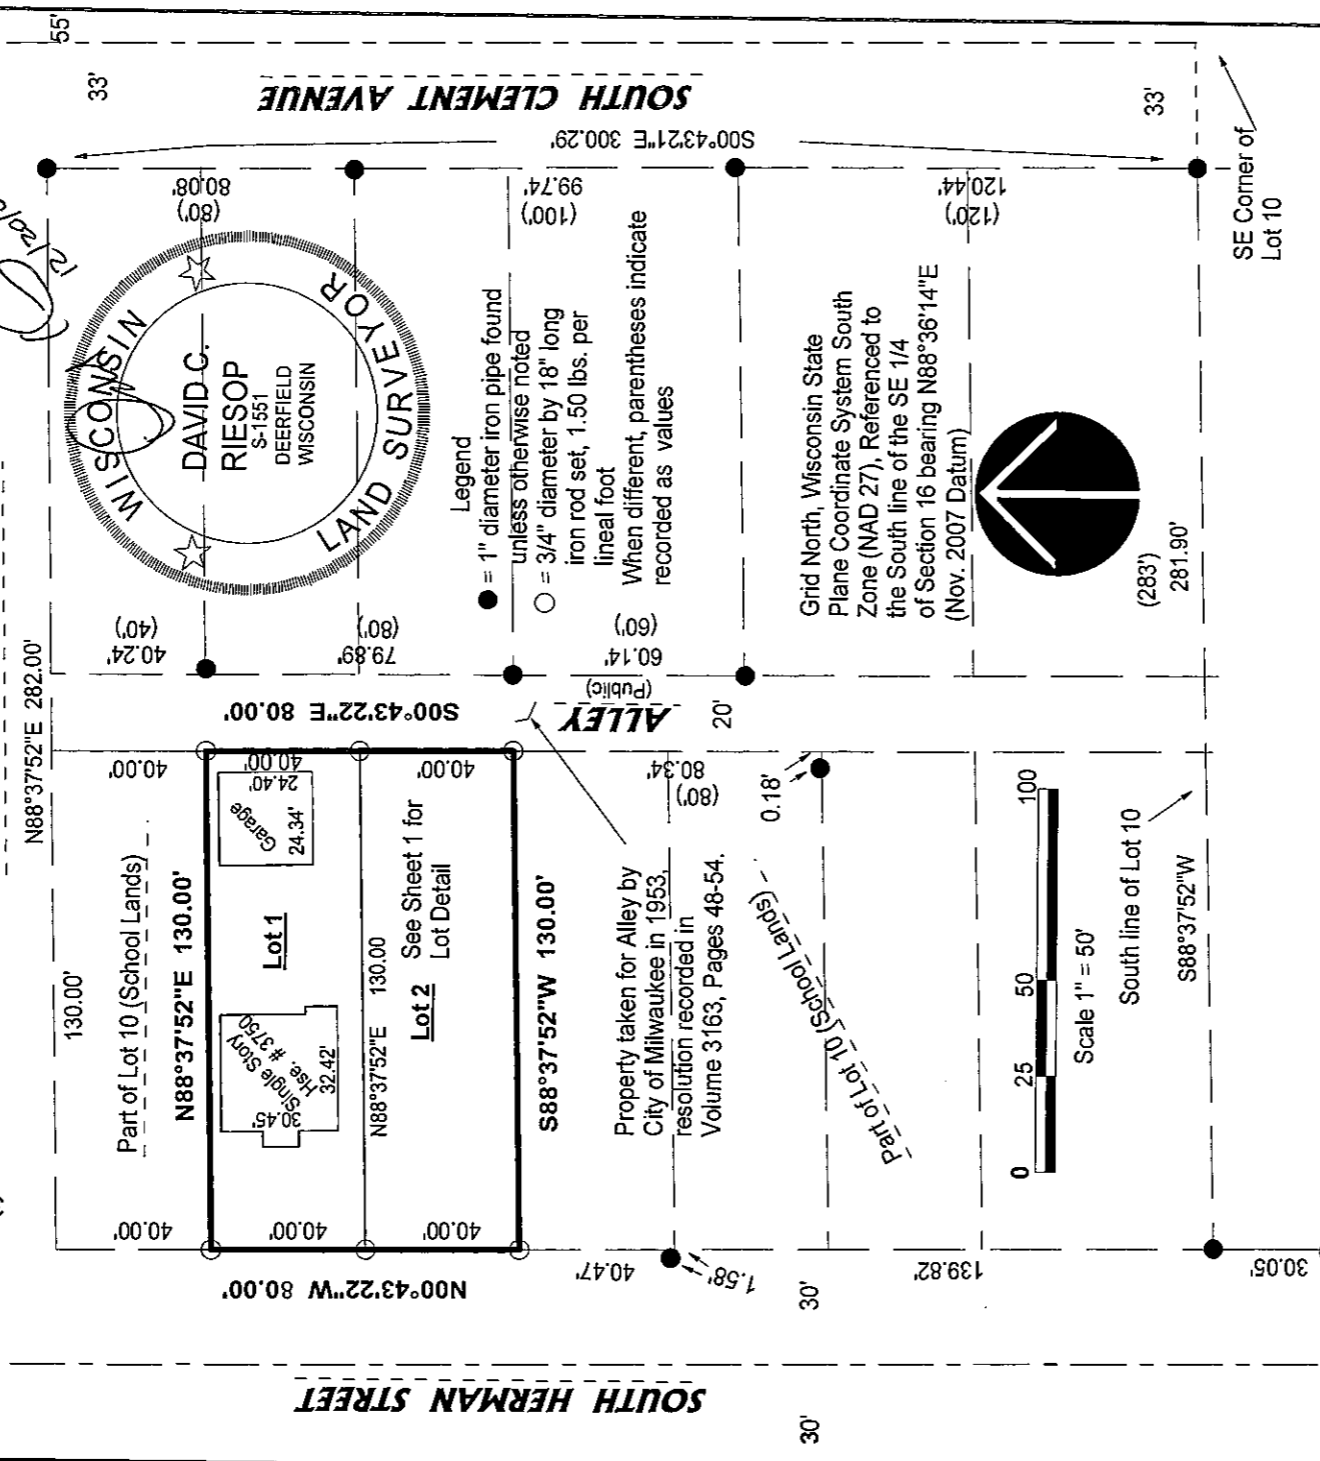 55'
33'
SOUTH CLEMENT AVENUE
33'
S00°43'21"E 300.29'
SE Corner of
Lot 10
80.08'
(80')
99.74'
(100')
120.44'
(120')
WISCONSIN
LAND SURVEYOR
DAVID C.
RIESOP
S-1551
DEERFIELD
WISCONSIN
Legend
= 1" diameter iron pipe found
unless otherwise noted
= 3/4" diameter by 18" long
iron rod set, 1.50 lbs. per
lineal foot
When different, parentheses indicate
recorded as values
Grid North, Wisconsin State
Plane Coordinate System South
Zone (NAD 27), Referenced to
the South line of the SE 1/4
of Section 16 bearing N88°36'14"E
(Nov. 2007 Datum)
(283')
281.90'
N88°37'52"E 282.00'
(40')
40.24'
(80')
79.89'
(60')
60.14'
(Public)
ALLEY
20'
S00°43'22"E 80.00'
40.00'
40.00'
40.00'
80.34'
(80')
0.18'
130.00'
Part of Lot 10 (School Lands)
N88°37'52"E 130.00'
Garage
24.40'
24.34'
Lot 1
Single Story
Hse. # 3750
30.45'
32.42'
N88°37'52"E 130.00
Lot 2
See Sheet 1 for
Lot Detail
S88°37'52"W 130.00'
Property taken for Alley by
City of Milwaukee in 1953,
resolution recorded in
Volume 3163, Pages 48-54.
Part of Lot 10 (School Lands)
0 25 50 100
Scale 1" = 50'
South line of Lot 10
S88°37'52"W
40.00'
40.00'
40.00'
40.47'
1.58'
139.82'
30.05'
N00°43'22"W 80.00'
30'
SOUTH HERMAN STREET
30'